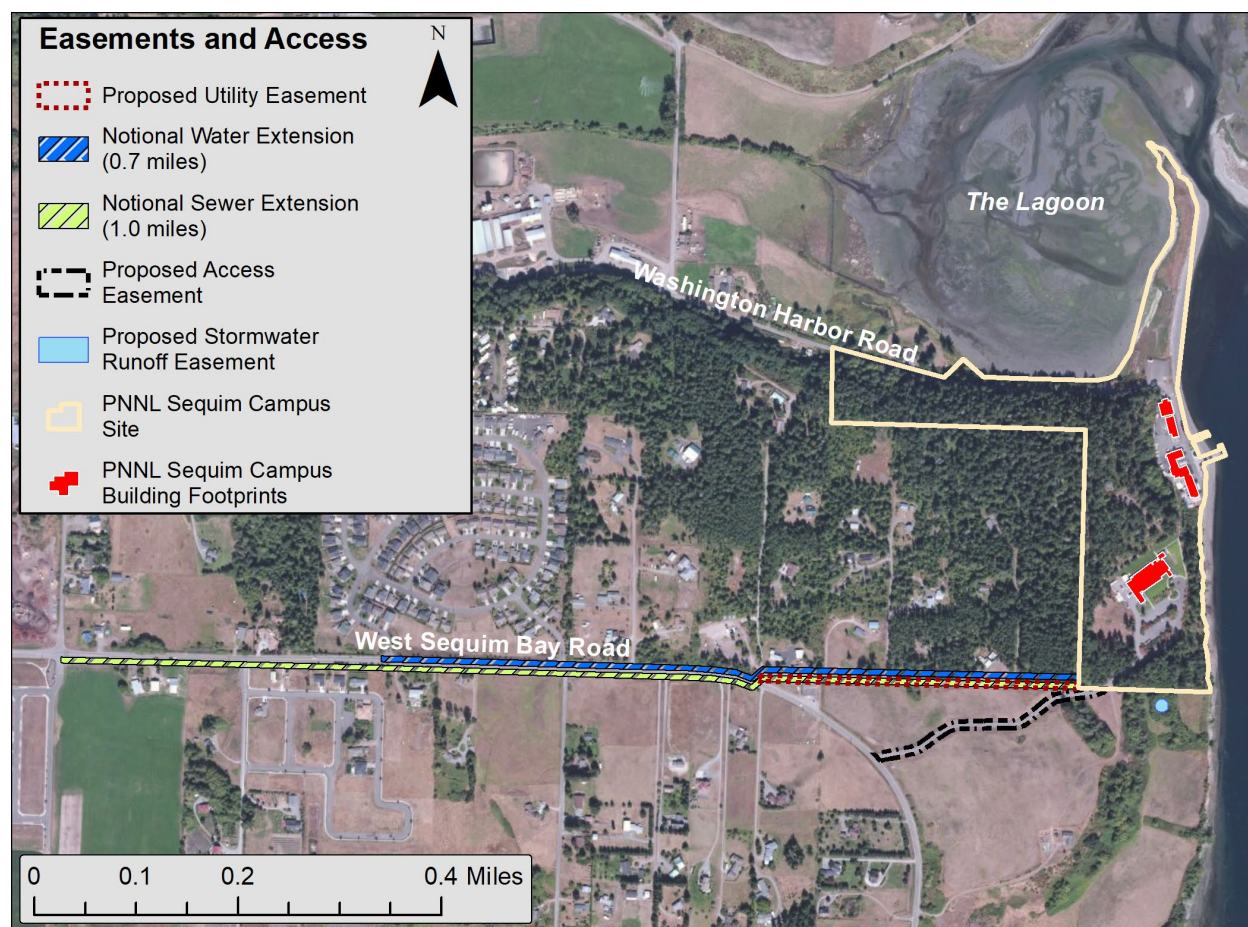 Easements and Access
N
Proposed Utility Easement
Notional Water Extension
(0.7 miles)
Notional Sewer Extension
(1.0 miles)
Proposed Access
Easement
Proposed Stormwater
Runoff Easement
PNNL Sequim Campus
Site
PNNL Sequim Campus
Building Footprints
The Lagoon
Washington Harbor Road
West Sequim Bay Road
0 0.1 0.2 0.4 Miles